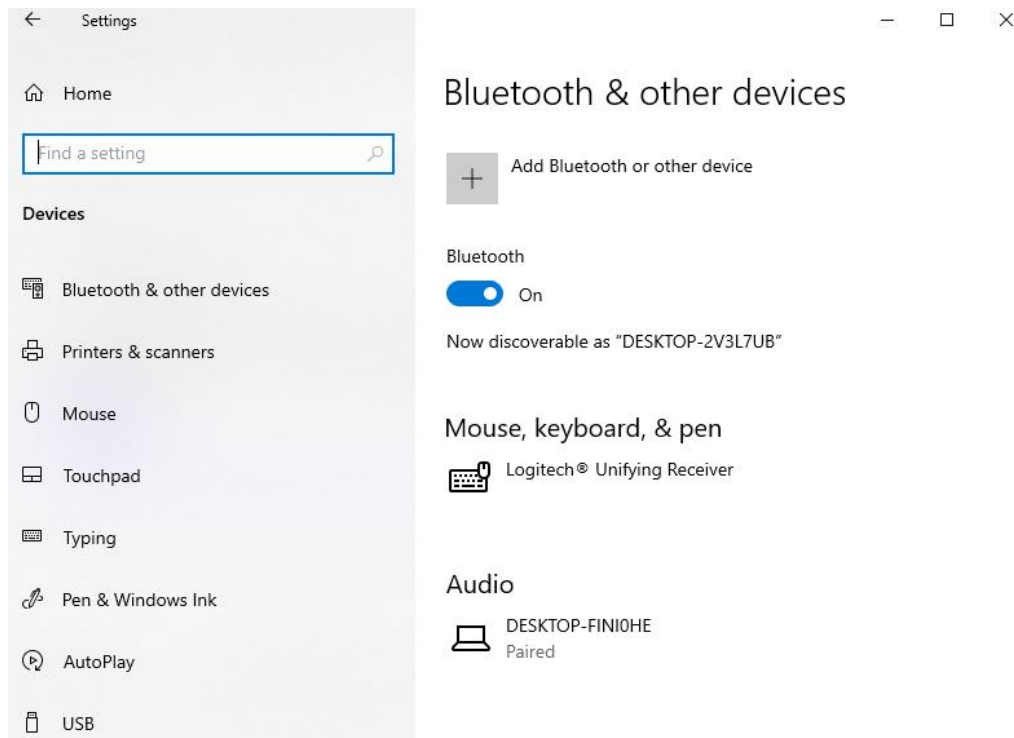 Settings
Home
Find a setting
Devices
Bluetooth & other devices
Printers & scanners
Mouse
Touchpad
Typing
Pen & Windows Ink
AutoPlay
USB
Bluetooth & other devices
Add Bluetooth or other device
Bluetooth
On
Now discoverable as “DESKTOP-2V3L7UB”
Mouse, keyboard, & pen
Logitech® Unifying Receiver
Audio
DESKTOP-FINI0HE
Paired